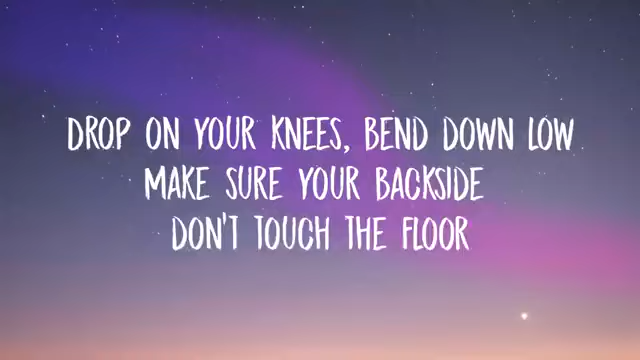 DROP ON YOUR KNEES, BEND DOWN LOW
MAKE SURE YOUR BACKSIDE
DON'T TOUCH THE FLOOR